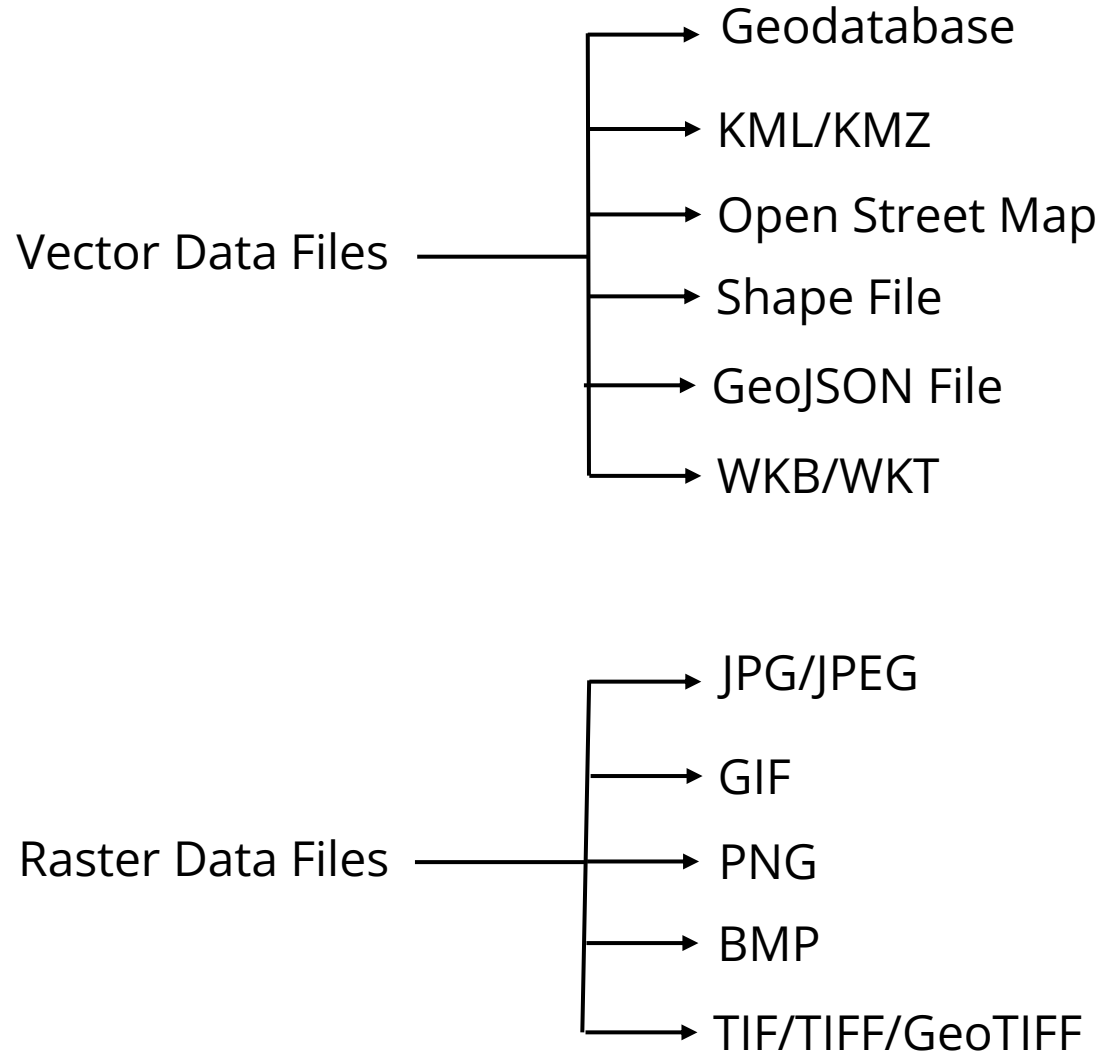 Geodatabase
KML/KMZ
Open Street Map
Vector Data Files
Shape File
GeoJSON File
WKB/WKT
JPG/JPEG
GIF
Raster Data Files
PNG
BMP
TIF/TIFF/GeoTIFF